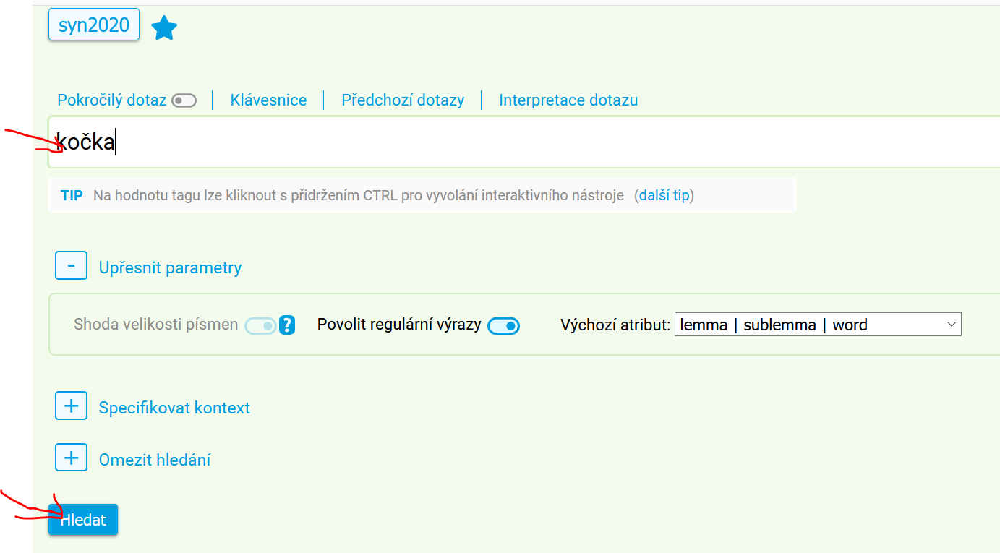 syn2020
Pokročilý dotaz Klávesnice Předchozí dotazy Interpretace dotazu
kočka
TIP Na hodnotu tagu lze kliknout s přidržením CTRL pro vyvolání interaktivního nástroje (další tip)
- Upřesnit parametry
Shoda velikosti písmen ? Povolit regulární výrazy Výchozí atribut: lemma | sublemma | word
+ Specifikovat kontext
+ Omezit hledání
Hledat